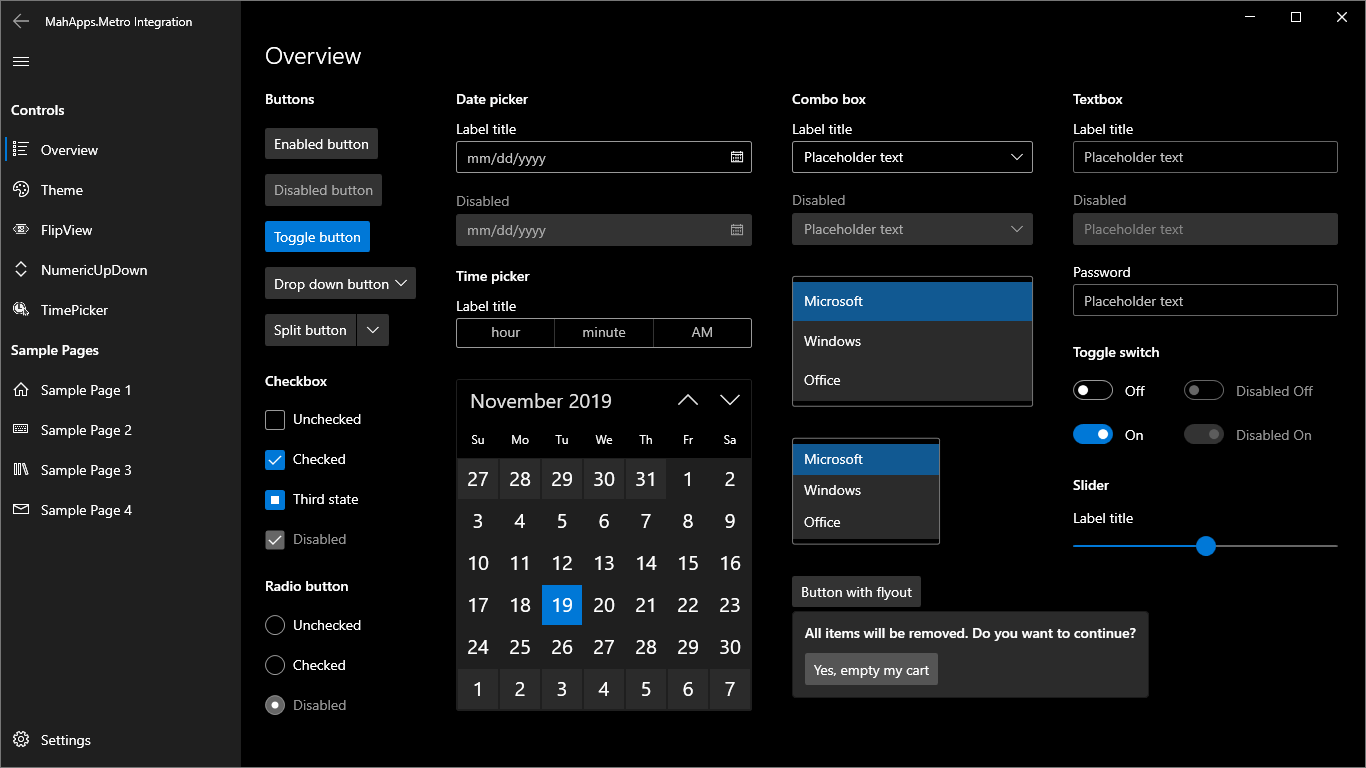 MahApps.Metro Integration
Controls
Overview
Theme
FlipView
NumericUpDown
TimePicker
Sample Pages
Sample Page 1
Sample Page 2
Sample Page 3
Sample Page 4
Settings
Overview
Buttons
Enabled button
Disabled button
Toggle button
Drop down button
Split button
Checkbox
Unchecked
Checked
Third state
Disabled
Radio button
Unchecked
Checked
Disabled
Date picker
Label title
mm/dd/yyyy
Disabled
mm/dd/yyyy
Time picker
Label title
hour minute AM
November 2019
Su Mo Tu We Th Fr Sa
27 28 29 30 31 1 2
3 4 5 6 7 8 9
10 11 12 13 14 15 16
17 18 19 20 21 22 23
24 25 26 27 28 29 30
1 2 3 4 5 6 7
Combo box
Label title
Placeholder text
Disabled
Placeholder text
Microsoft
Windows
Office
Microsoft
Windows
Office
Button with flyout
All items will be removed. Do you want to continue?
Yes, empty my cart
Textbox
Label title
Placeholder text
Disabled
Placeholder text
Password
Placeholder text
Toggle switch
Off Disabled Off
On Disabled On
Slider
Label title